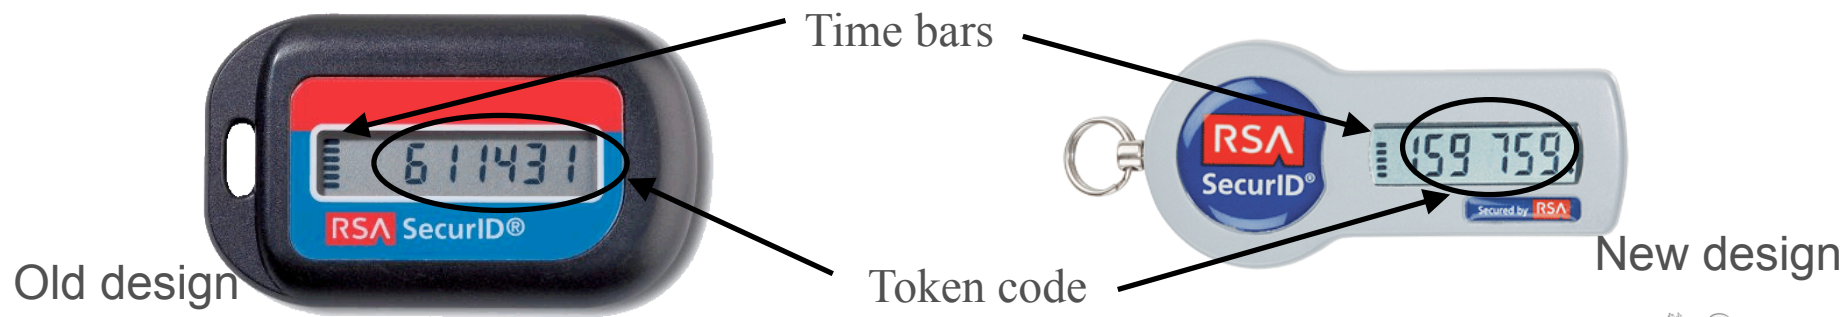 Time bars
611431
RSA SecurID®
Old design
RSA
SecurID®
159 759
Secured by RSA
New design
Token code